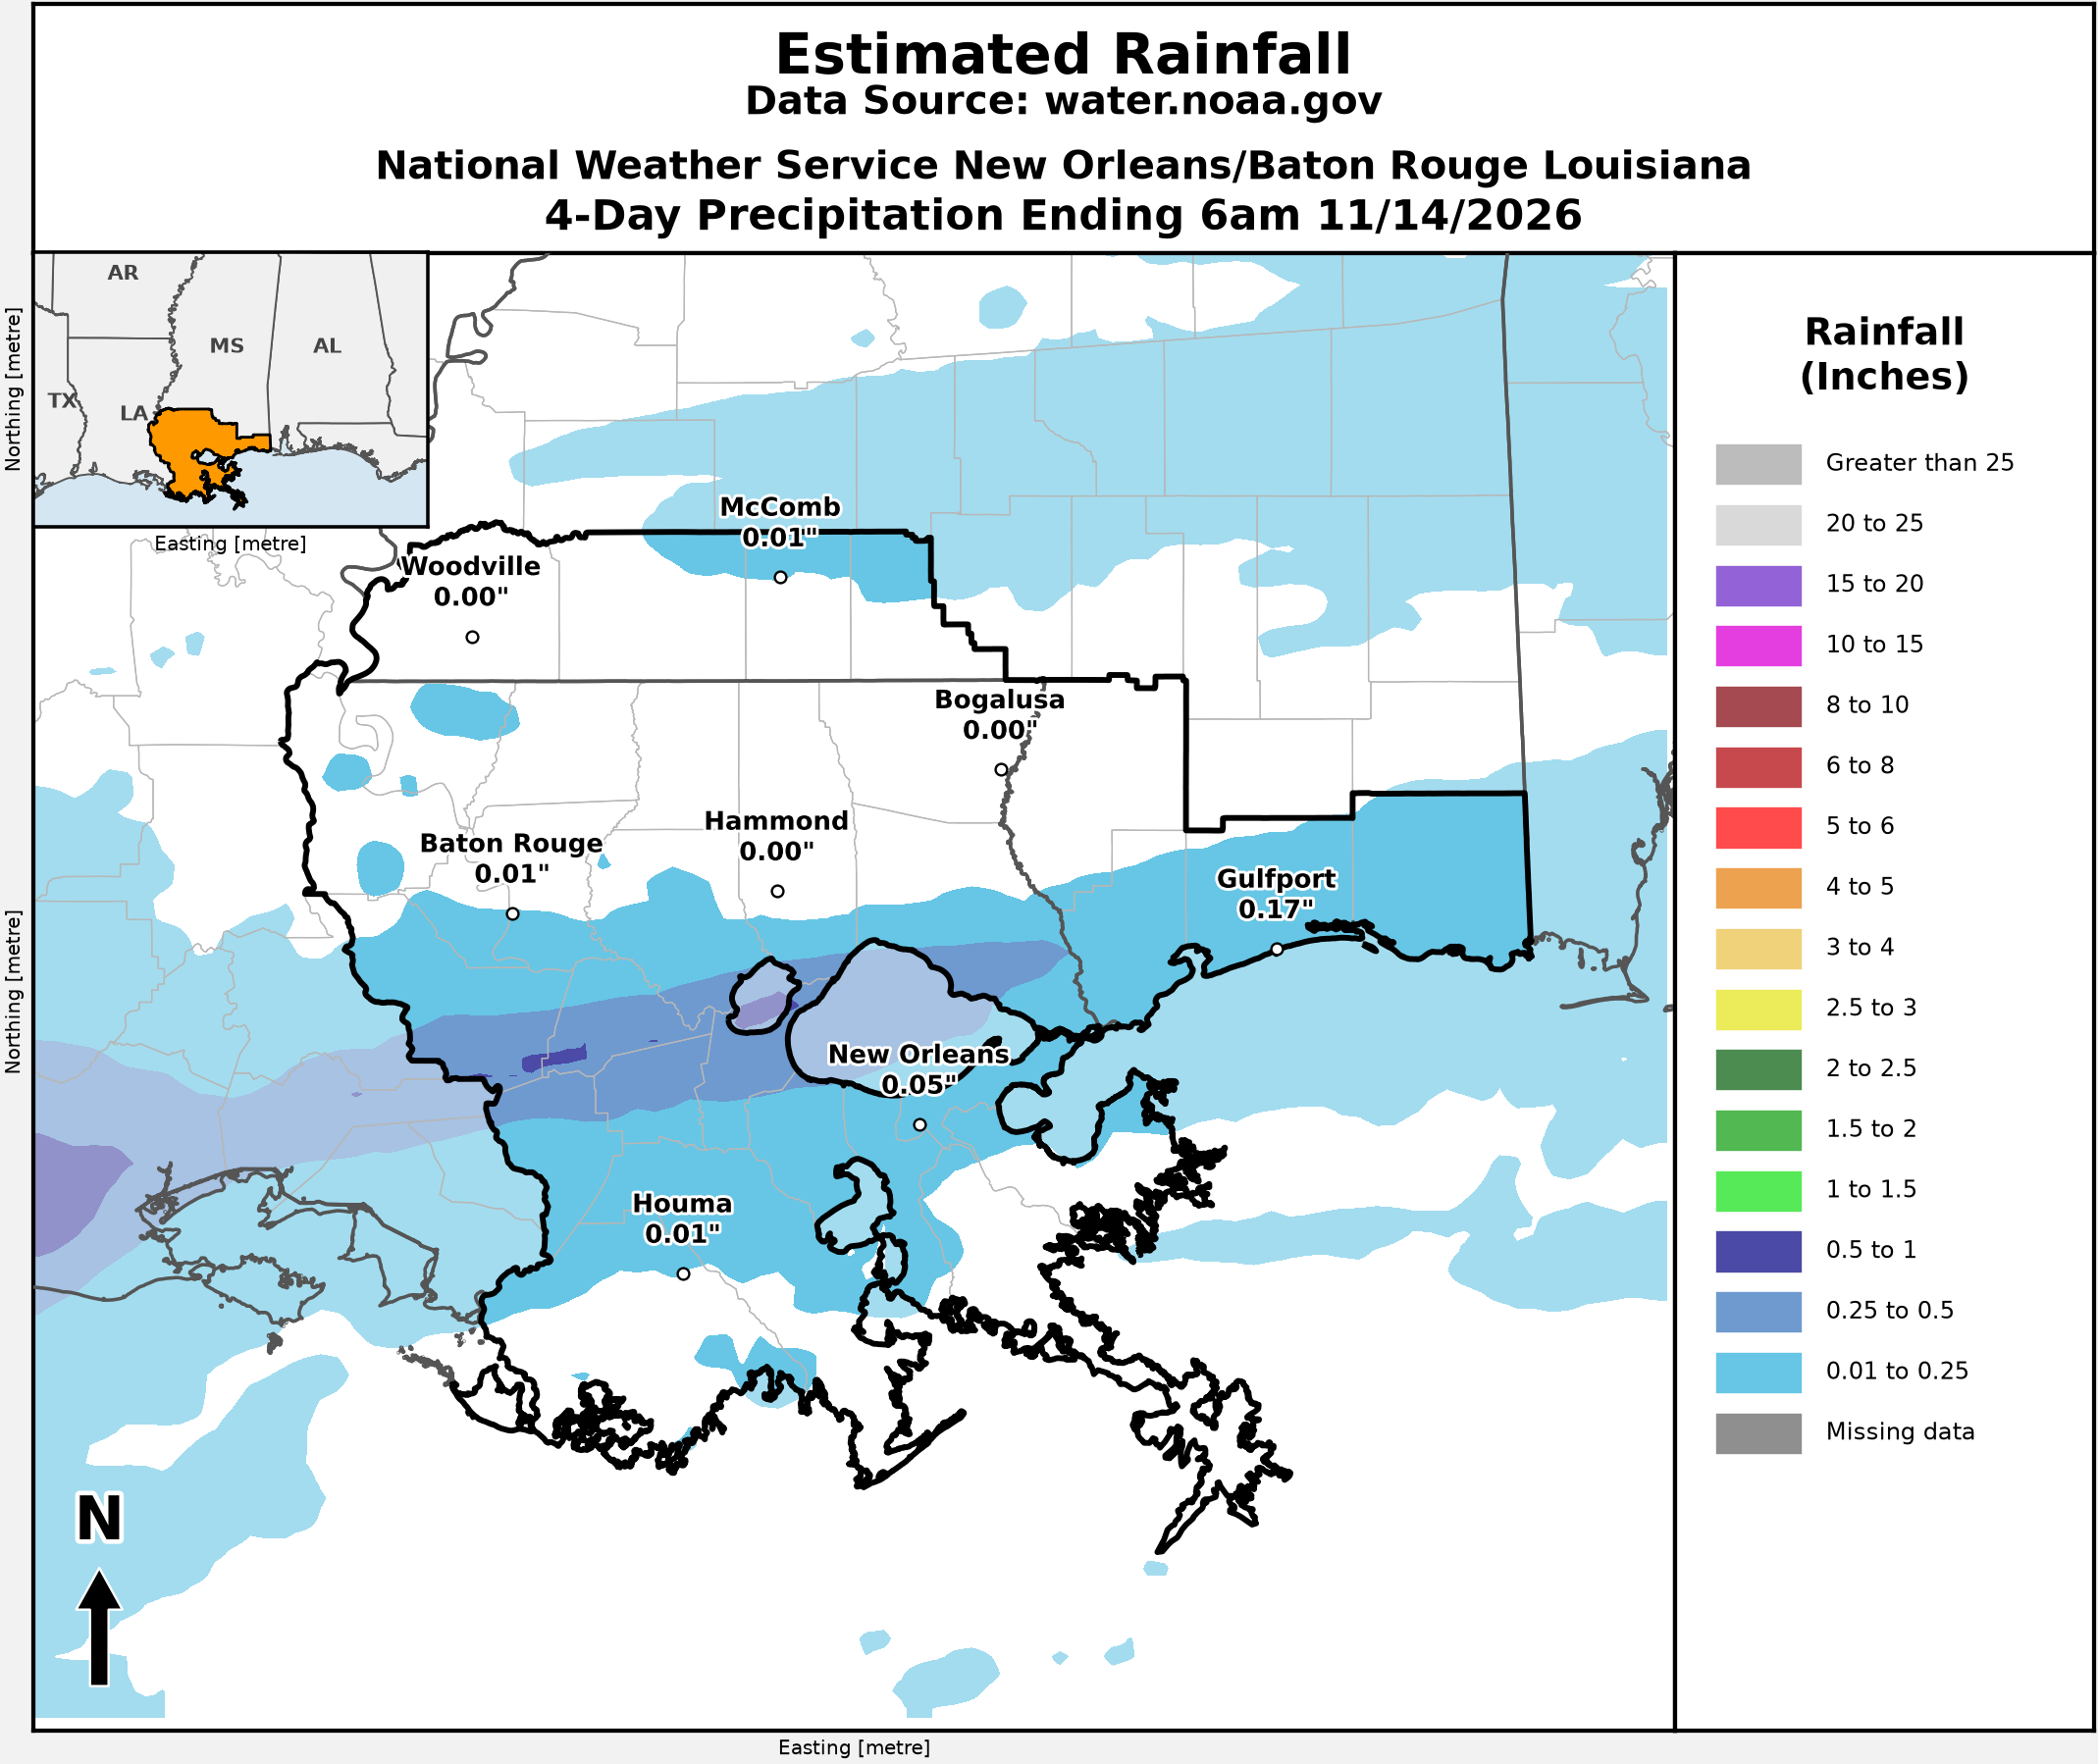 Estimated Rainfall
Data Source: water.noaa.gov
National Weather Service New Orleans/Baton Rouge Louisiana
4-Day Precipitation Ending 6am 11/14/2026
Northing [metre]
AR
MS
AL
TX
LA
Easting [metre]
McComb
0.01"
Woodville
0.00"
Bogalusa
0.00"
Hammond
0.00"
Baton Rouge
0.01"
Gulfport
0.17"
New Orleans
0.05"
Houma
0.01"
N
Northing [metre]
Easting [metre]
Rainfall
(Inches)
Greater than 25
20 to 25
15 to 20
10 to 15
8 to 10
6 to 8
5 to 6
4 to 5
3 to 4
2.5 to 3
2 to 2.5
1.5 to 2
1 to 1.5
0.5 to 1
0.25 to 0.5
0.01 to 0.25
Missing data